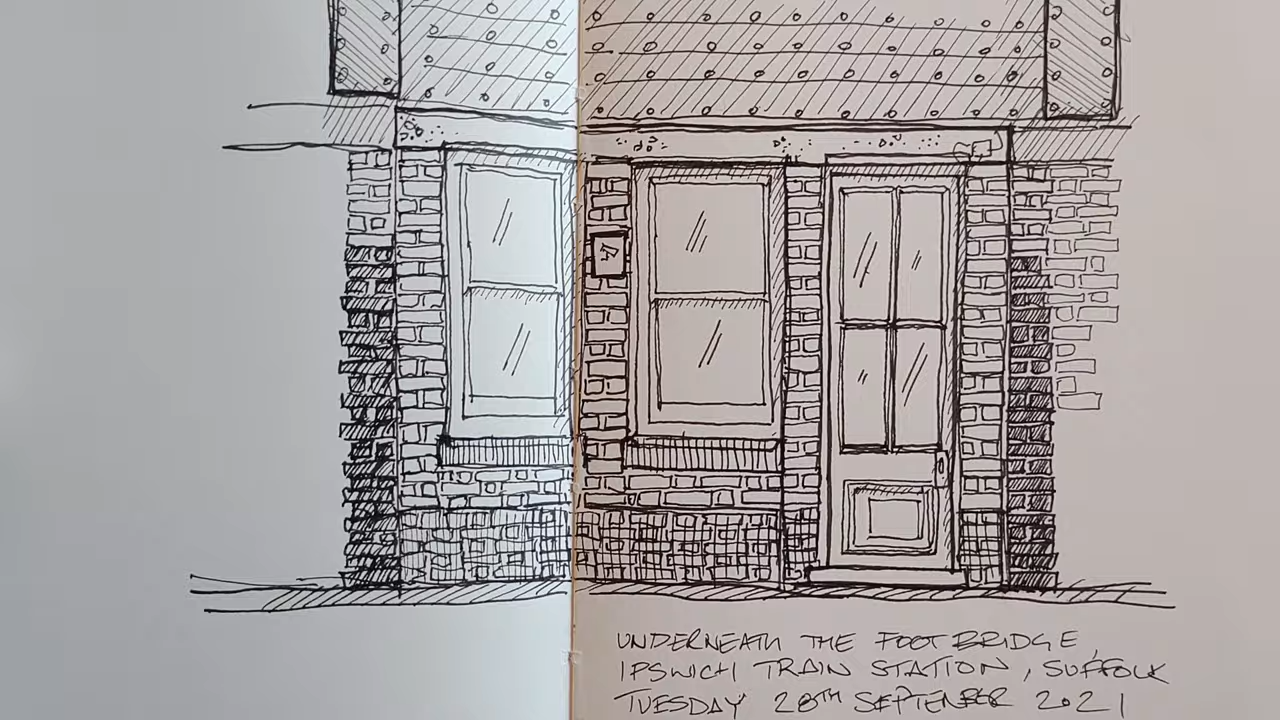 UNDERNEATH THE FOOTBRIDGE,
IPSWICH TRAIN STATION, SUFFOLK
TUESDAY 28TH SEPTEMBER 2021